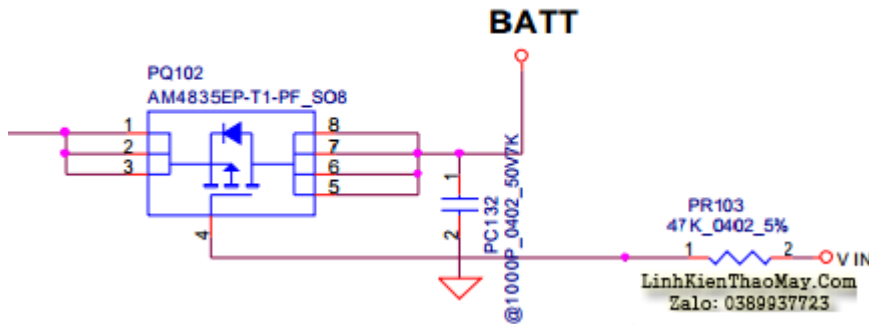 BATT
PQ102
AM4835EP-T1-PF_SO8
1
2
3
8
7
6
5
4
1
2
PC132
@1000P_0402_50V7K
PR103
47K_0402_5%
1
2
VIN
LinhKienThaoMay.Com
Zalo: 0389937723